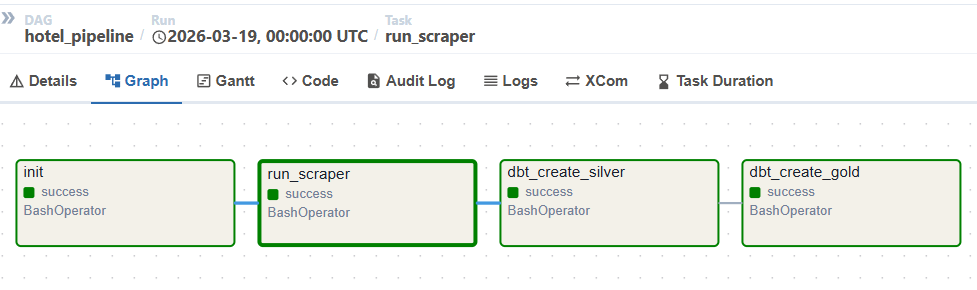 DAG / Run / Task
hotel_pipeline 2026-03-19, 00:00:00 UTC run_scraper
Details Graph Gantt Code Audit Log Logs XCom Task Duration
init
success
BashOperator
run_scraper
success
BashOperator
dbt_create_silver
success
BashOperator
dbt_create_gold
success
BashOperator